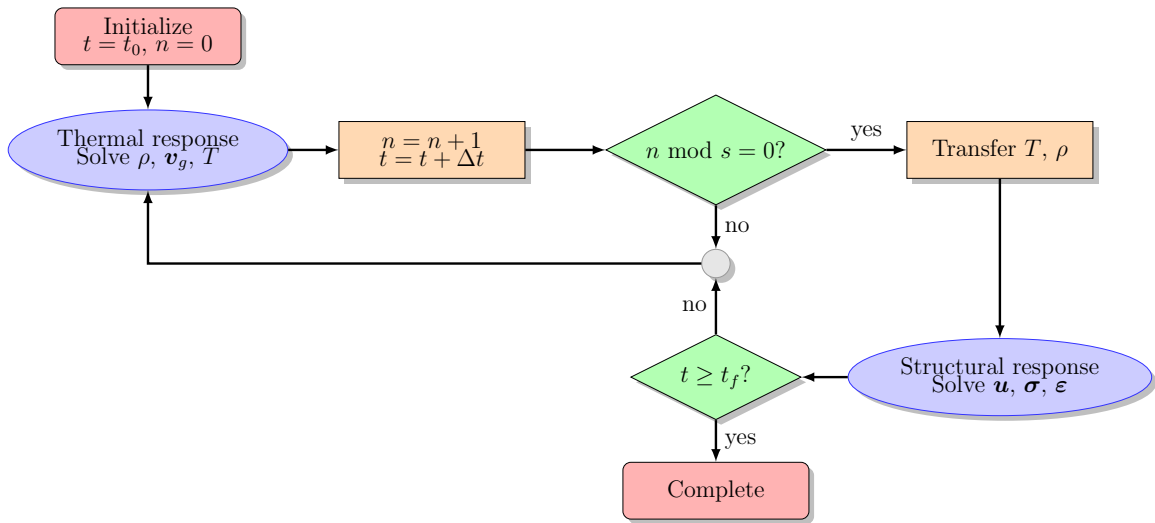 Initialize
t = t₀, n = 0
Thermal response
Solve ρ, 𝒗g, T
n = n + 1
t = t + Δt
n mod s = 0?
yes
Transfer T, ρ
no
no
t ≥ tf?
Structural response
Solve 𝒖, 𝝈, 𝜺
yes
Complete